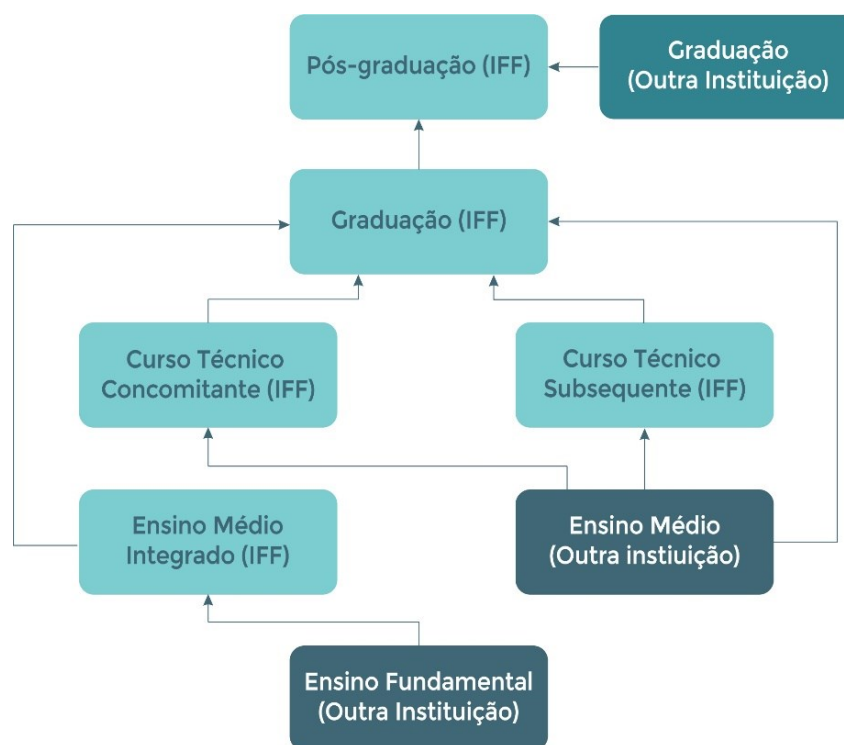 Pós-graduação (IFF)
Graduação
(Outra Instituição)
Graduação (IFF)
Curso Técnico
Concomitante (IFF)
Curso Técnico
Subsequente (IFF)
Ensino Médio
Integrado (IFF)
Ensino Médio
(Outra instiuição)
Ensino Fundamental
(Outra Instituição)